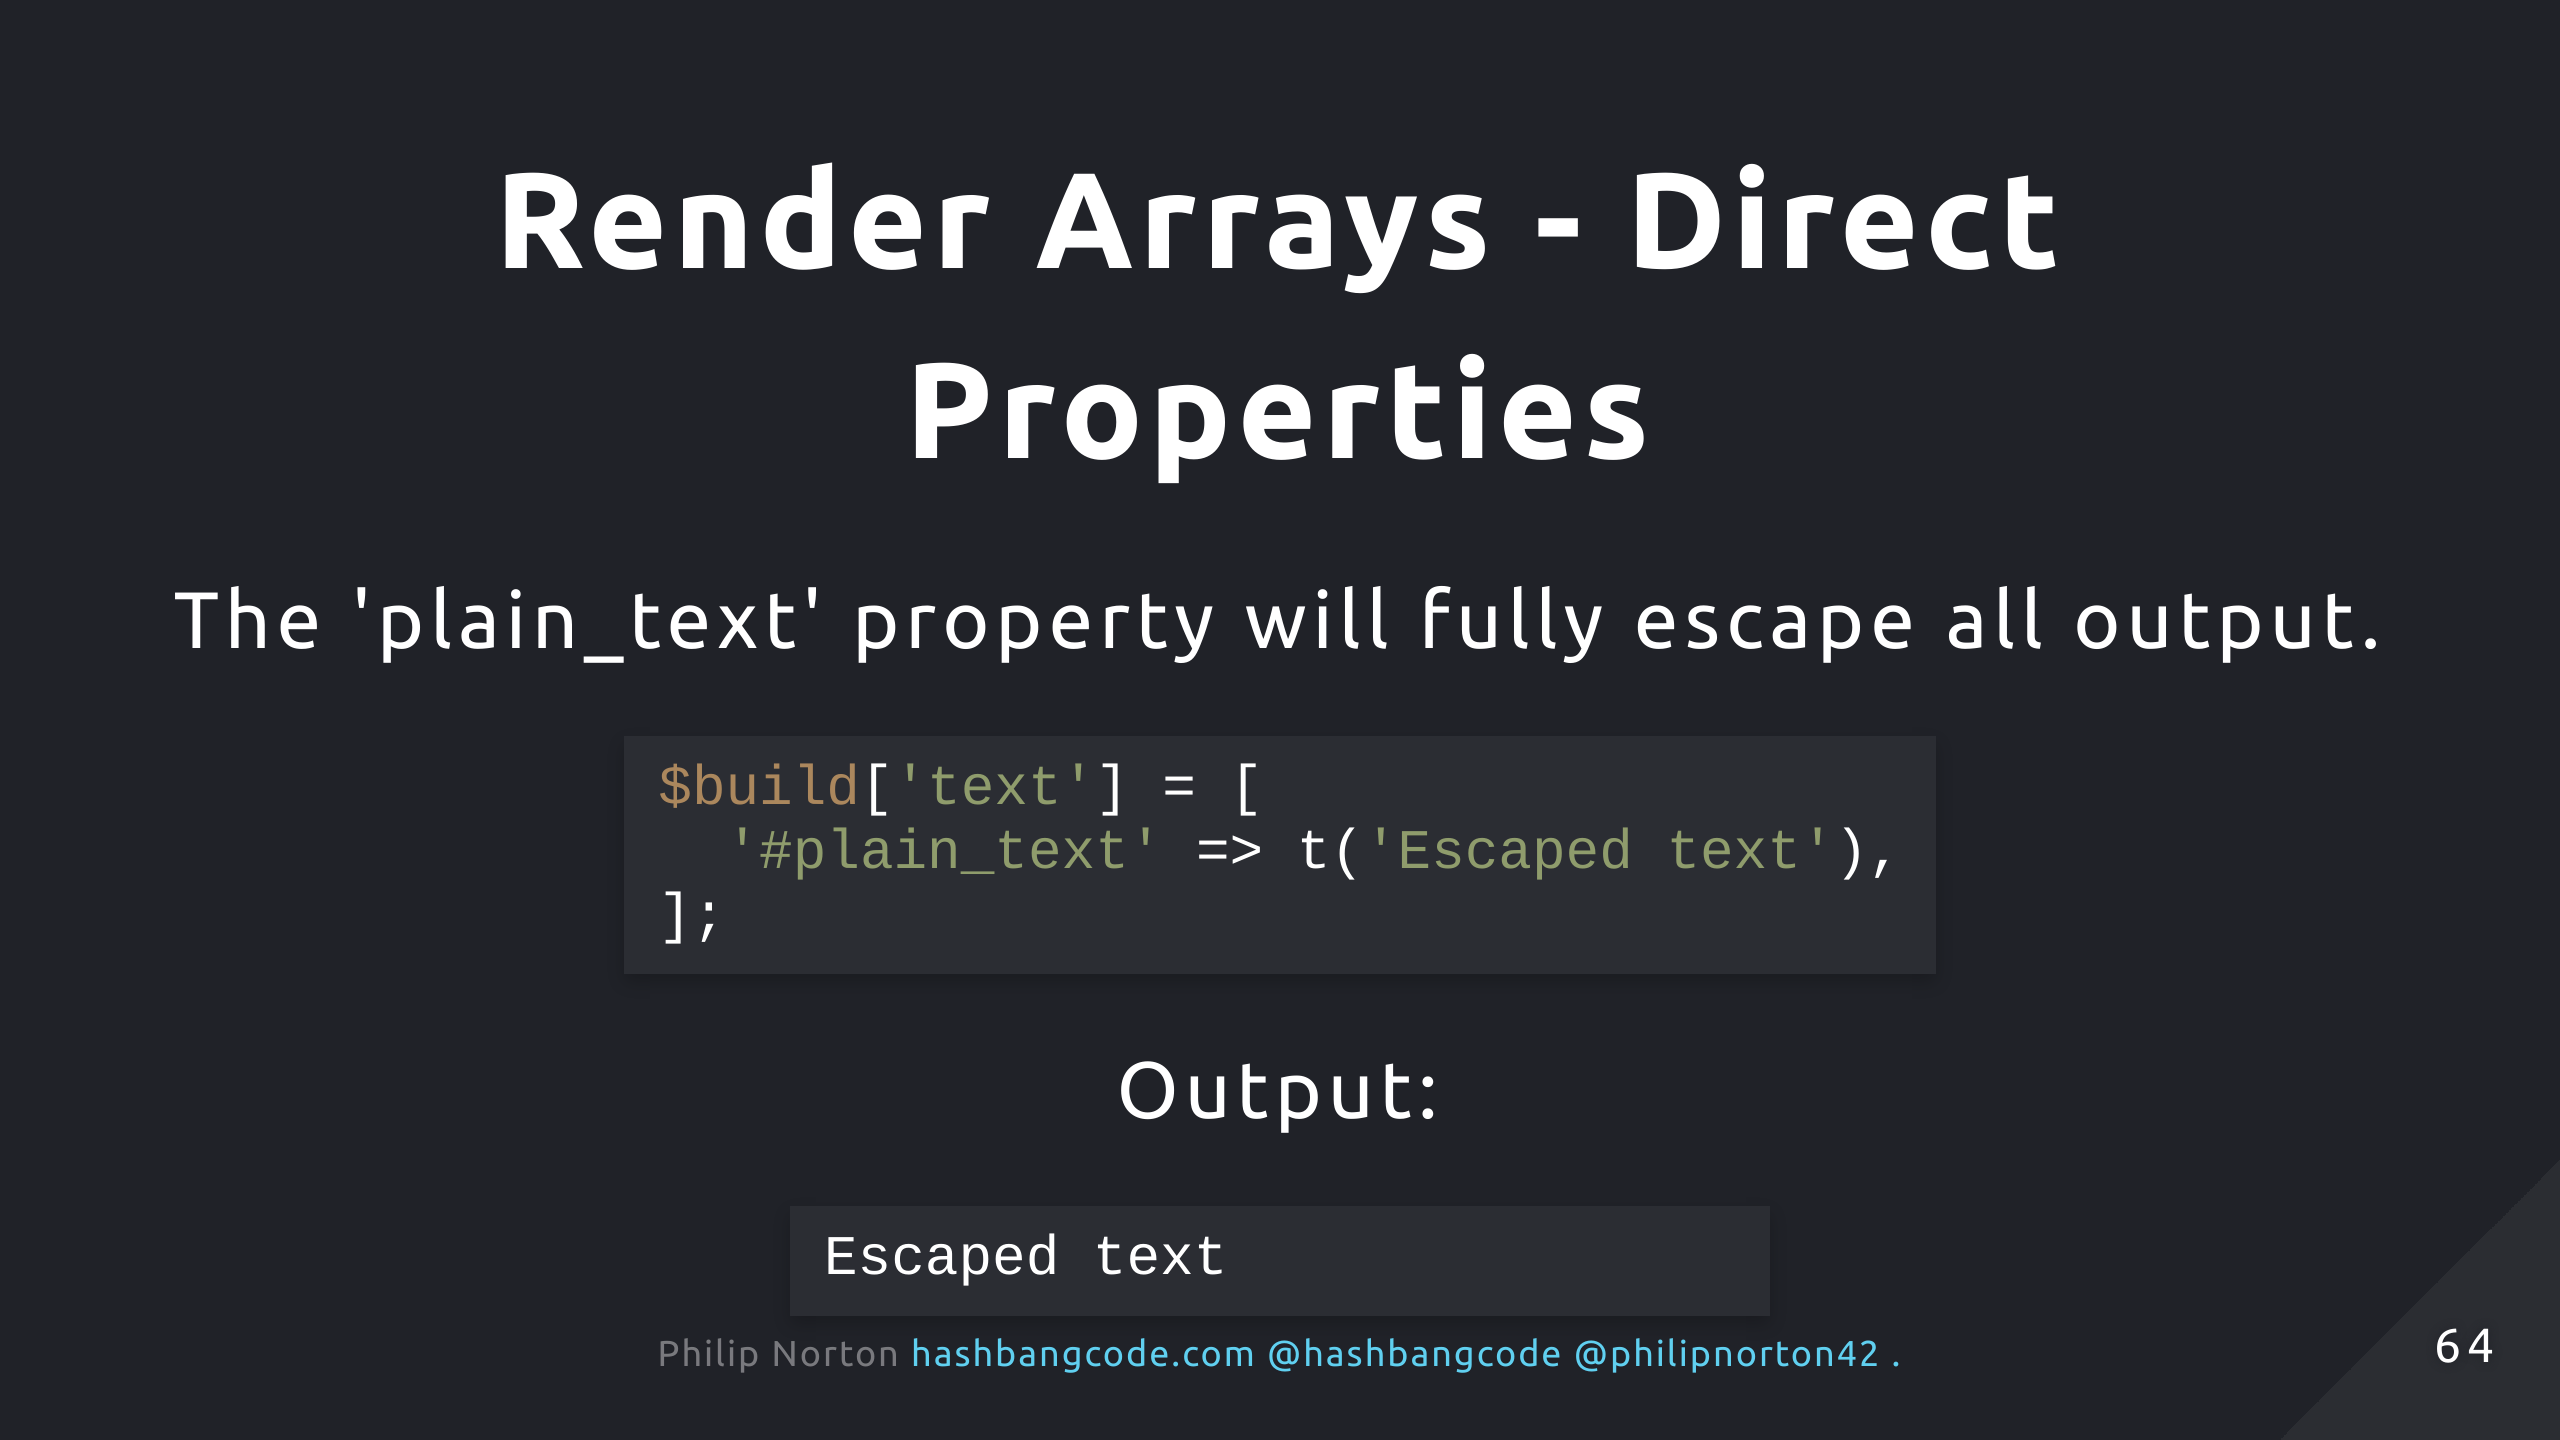 Render Arrays - Direct
Properties
The 'plain_text' property will fully escape all output.
$build['text'] = [
  '#plain_text' => t('Escaped text'),
];
Output:
Escaped text
Philip Norton hashbangcode.com @hashbangcode @philipnorton42 .
64